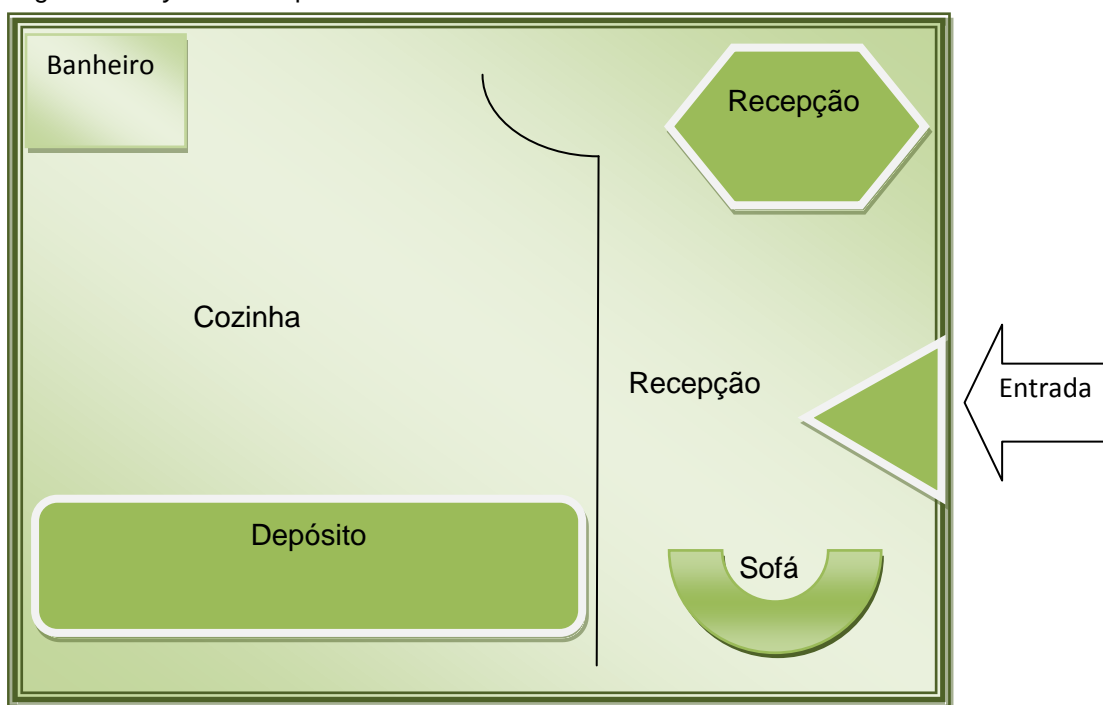 Banheiro
Recepção
Cozinha
Recepção
Entrada
Depósito
Sofá